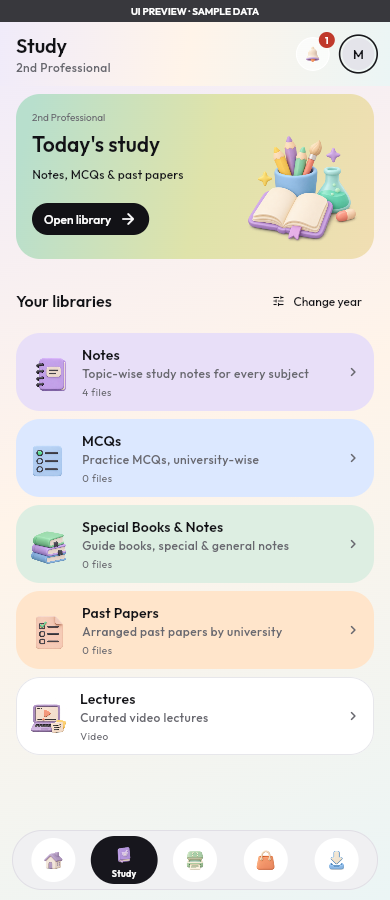 UI PREVIEW · SAMPLE DATA
Study
2nd Professional
1
M
2nd Professional
Today's study
Notes, MCQs & past papers
Open library
Your libraries
Change year
Notes
Topic-wise study notes for every subject
4 files
MCQs
Practice MCQs, university-wise
0 files
Special Books & Notes
Guide books, special & general notes
0 files
Past Papers
Arranged past papers by university
0 files
Lectures
Curated video lectures
Video
Study